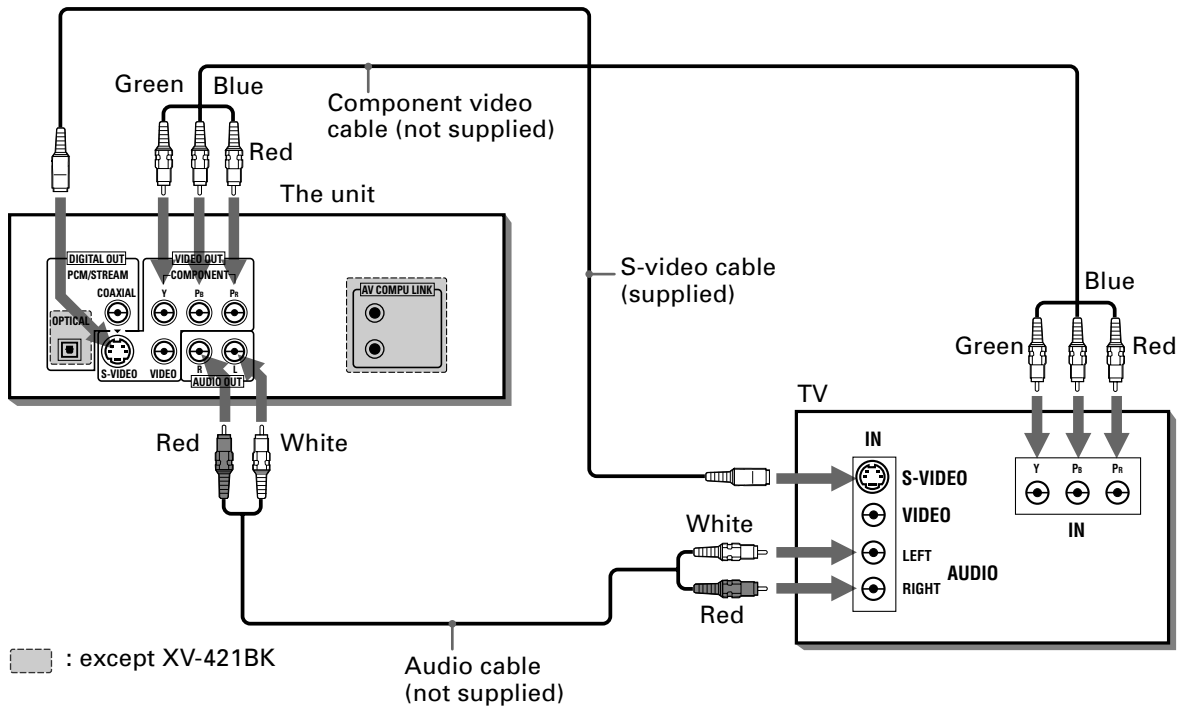 Green
Blue
Component video
cable (not supplied)
Red
The unit
DIGITAL OUT
PCM/STREAM
COAXIAL
OPTICAL
VIDEO OUT
COMPONENT
Y
PB
PR
S-VIDEO
VIDEO
R
L
AUDIO OUT
AV COMPU LINK
S-video cable
(supplied)
Blue
Green
Red
TV
Red
White
IN
S-VIDEO
VIDEO
LEFT
RIGHT
AUDIO
Y
PB
PR
IN
White
Red
: except XV-421BK
Audio cable
(not supplied)